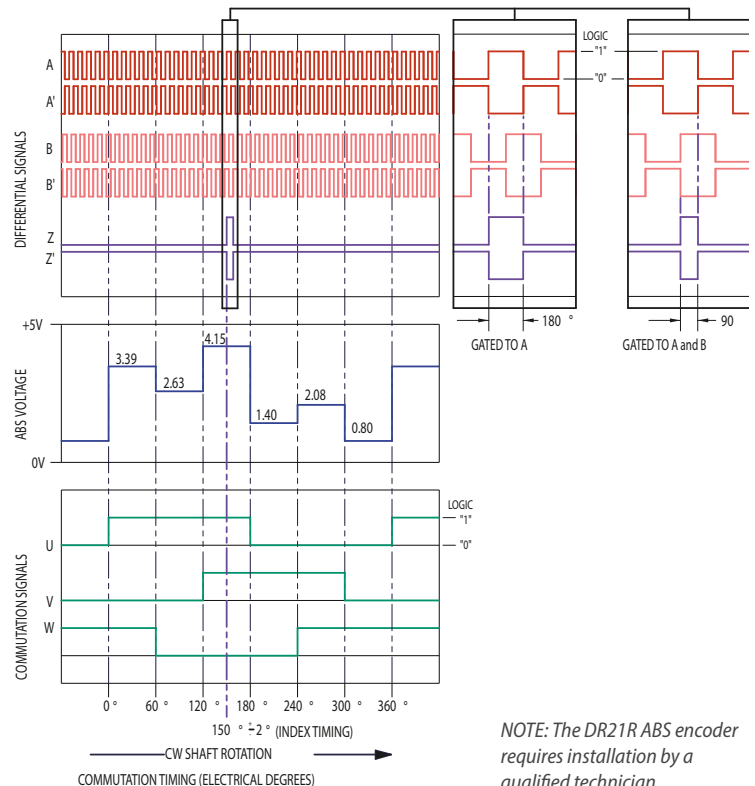 DIFFERENTIAL SIGNALS
A
A'
B
B'
Z
Z'
LOGIC
"1"
"0"
180 °
GATED TO A
90
GATED TO A and B
ABS VOLTAGE
+5V
0V
3.39
2.63
4.15
1.40
2.08
0.80
COMMUTATION SIGNALS
U
V
W
LOGIC
"1"
"0"
0 ° 60 ° 120 ° 180 ° 240 ° 300 ° 360 °
150 ° ±2 ° (INDEX TIMING)
CW SHAFT ROTATION
COMMUTATION TIMING (ELECTRICAL DEGREES)
NOTE: The DR21R ABS encoder
requires installation by a
qualified technician